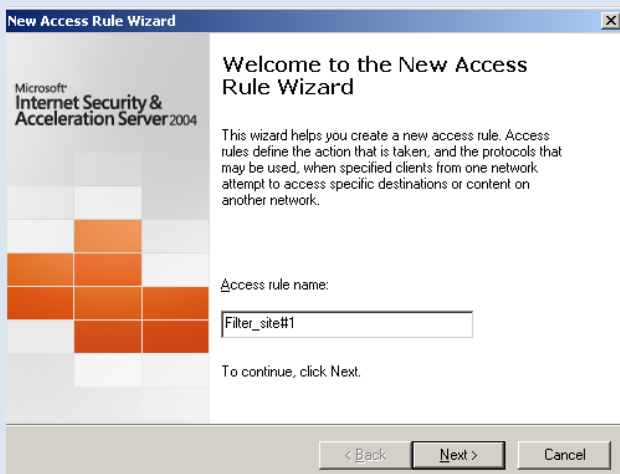 New Access Rule Wizard
Microsoft®
Internet Security &
Acceleration Server 2004
Welcome to the New Access
Rule Wizard
This wizard helps you create a new access rule. Access
rules define the action that is taken, and the protocols that
may be used, when specified clients from one network
attempt to access specific destinations or content on
another network.
Access rule name:
Filter_site#1
To continue, click Next.
< Back
Next >
Cancel